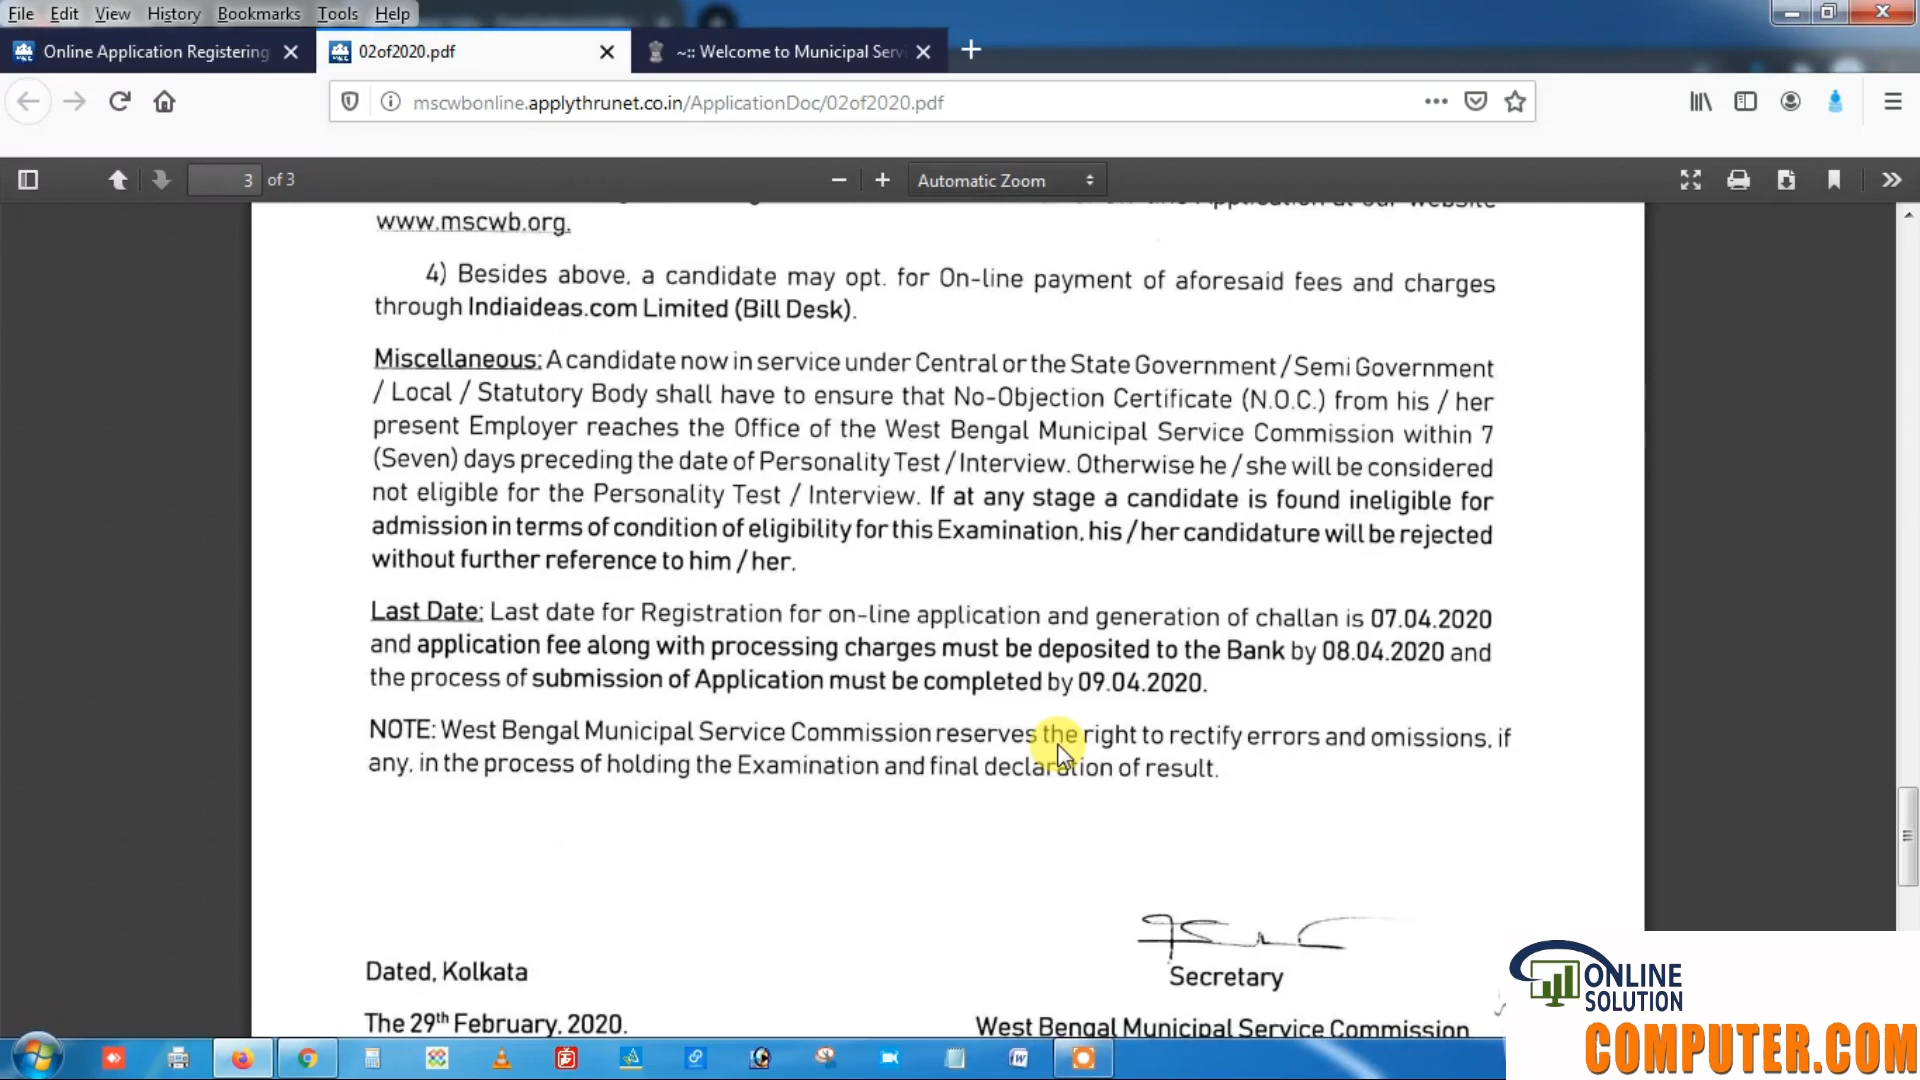 File Edit View History Bookmarks Tools Help
Online Application Registering
02of2020.pdf
~:: Welcome to Municipal Serv
mscwbonline.applythrunet.co.in/ApplicationDoc/02of2020.pdf
3 of 3
Automatic Zoom
Application at our website
www.mscwb.org.
4) Besides above, a candidate may opt. for On-line payment of aforesaid fees and charges
through Indiaideas.com Limited (Bill Desk).
Miscellaneous: A candidate now in service under Central or the State Government / Semi Government
/ Local / Statutory Body shall have to ensure that No-Objection Certificate (N.O.C.) from his / her
present Employer reaches the Office of the West Bengal Municipal Service Commission within 7
(Seven) days preceding the date of Personality Test / Interview. Otherwise he / she will be considered
not eligible for the Personality Test / Interview. If at any stage a candidate is found ineligible for
admission in terms of condition of eligibility for this Examination, his / her candidature will be rejected
without further reference to him / her.
Last Date: Last date for Registration for on-line application and generation of challan is 07.04.2020
and application fee along with processing charges must be deposited to the Bank by 08.04.2020 and
the process of submission of Application must be completed by 09.04.2020.
NOTE: West Bengal Municipal Service Commission reserves the right to rectify errors and omissions, if
any, in the process of holding the Examination and final declaration of result.
Secretary
Dated, Kolkata
The 29th February, 2020.
West Bengal Municipal Service Commission
ONLINE
SOLUTION
COMPUTER.COM